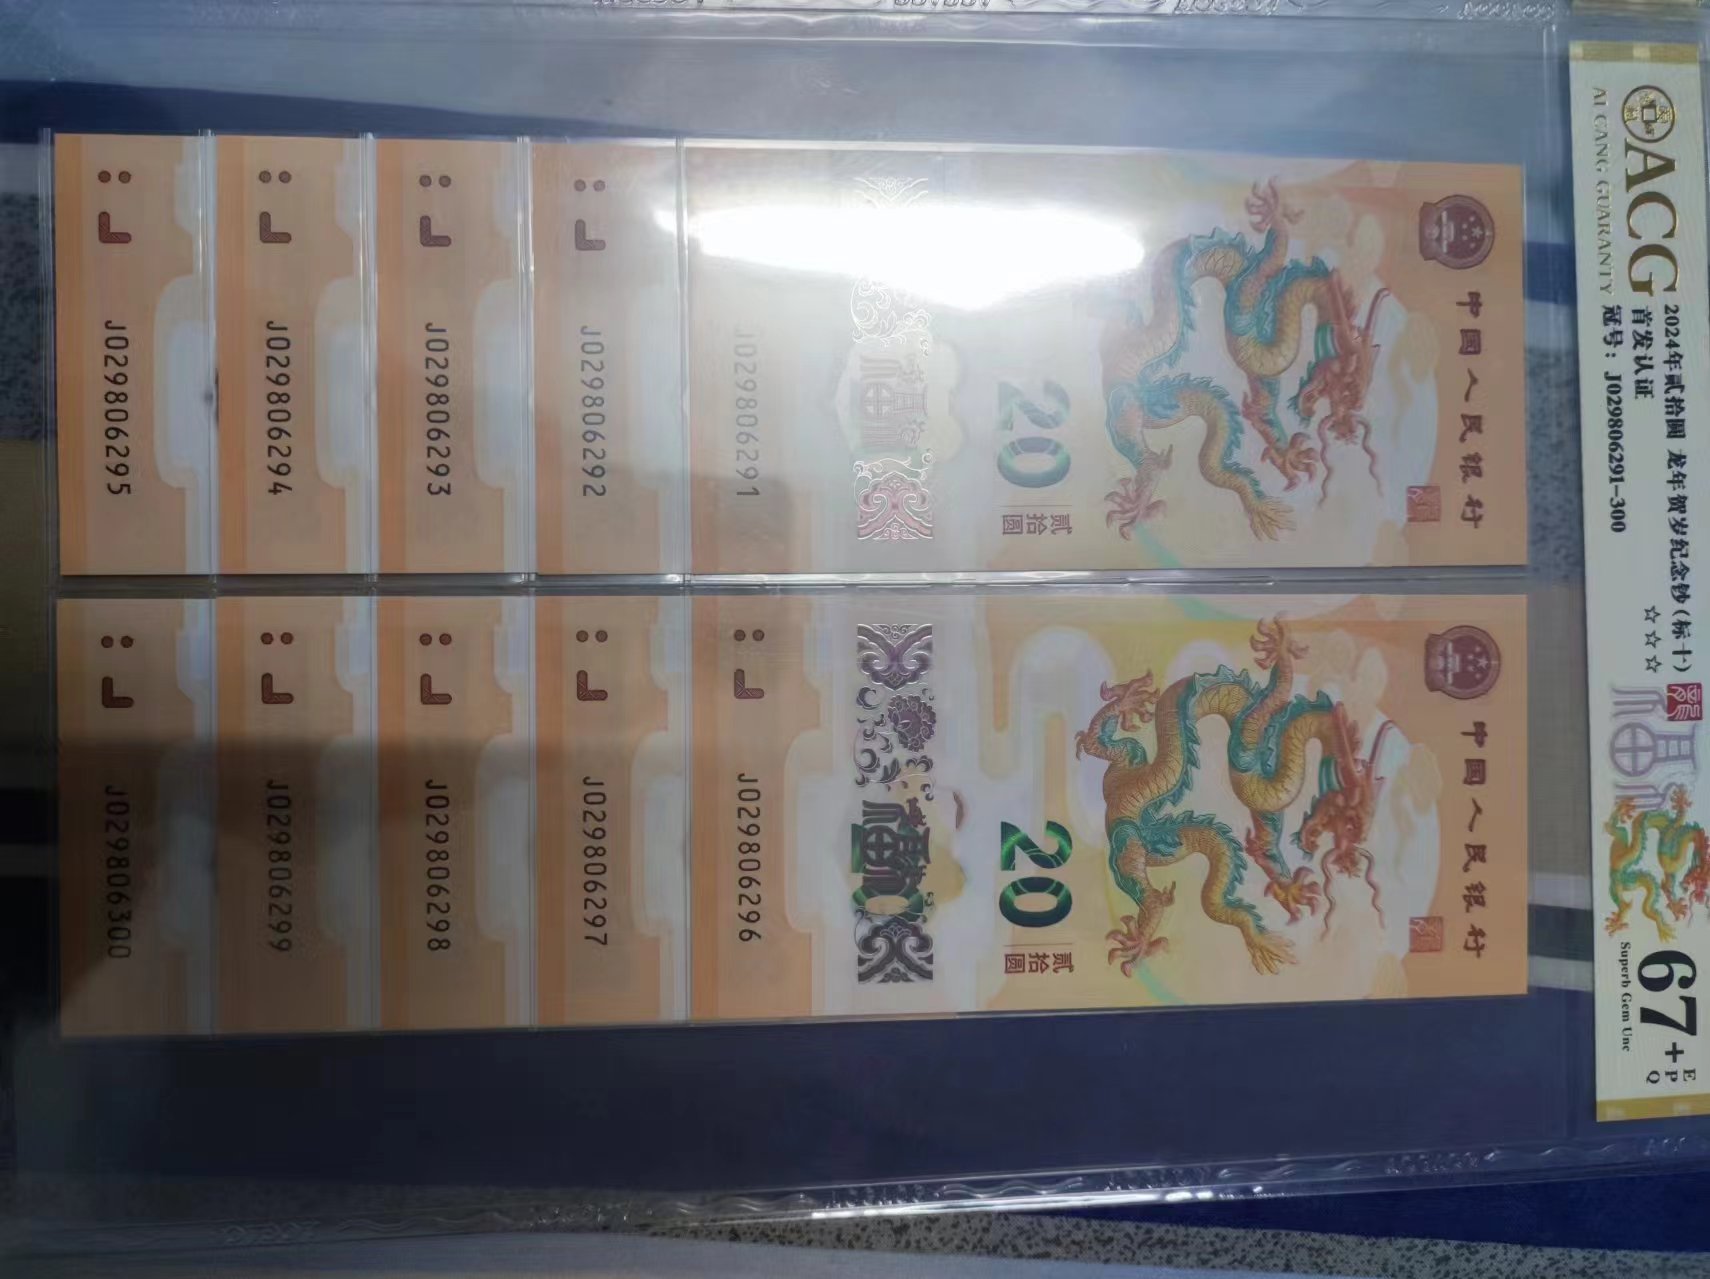 ACCG
AI CANG GUARANTY
2024年贰拾圆 龙年贺岁纪念钞(标十)
首发认证
冠号：J029806291-300
☆☆☆
67+
EPQ
Superb Gem Unc
中国人民银行
20
贰拾圆
福
J029806291
J029806292
J029806293
J029806294
J029806295
中国人民银行
20
贰拾圆
福
J029806296
J029806297
J029806298
J029806299
J029806300